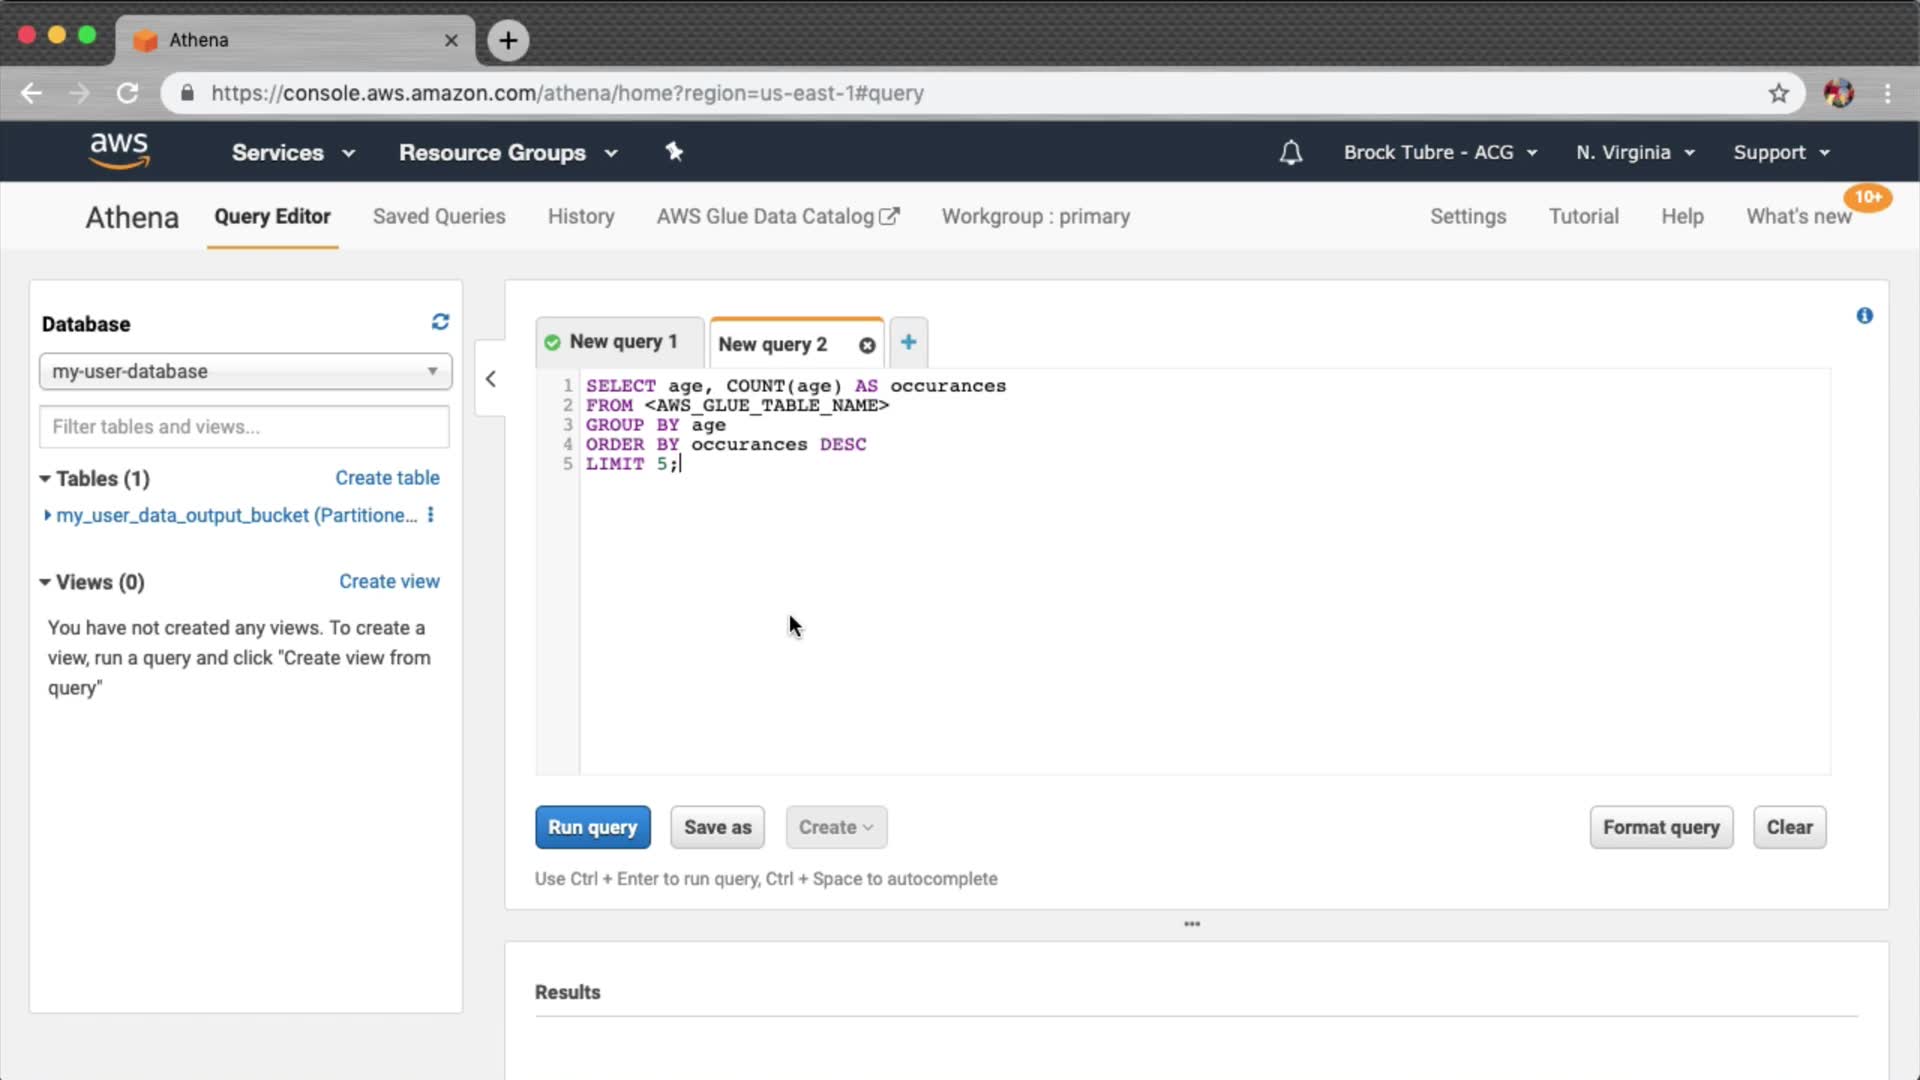 Athena
https://console.aws.amazon.com/athena/home?region=us-east-1#query
aws
Services
Resource Groups
Brock Tubre - ACG
N. Virginia
Support
Athena
Query Editor
Saved Queries
History
AWS Glue Data Catalog
Workgroup : primary
Settings
Tutorial
Help
What's new
10+
Database
my-user-database
Filter tables and views...
Tables (1)
Create table
my_user_data_output_bucket (Partitione...
Views (0)
Create view
You have not created any views. To create a
view, run a query and click "Create view from
query"
New query 1
New query 2
1 SELECT age, COUNT(age) AS occurances
2 FROM <AWS_GLUE_TABLE_NAME>
3 GROUP BY age
4 ORDER BY occurances DESC
5 LIMIT 5;
Run query
Save as
Create
Format query
Clear
Use Ctrl + Enter to run query, Ctrl + Space to autocomplete
Results